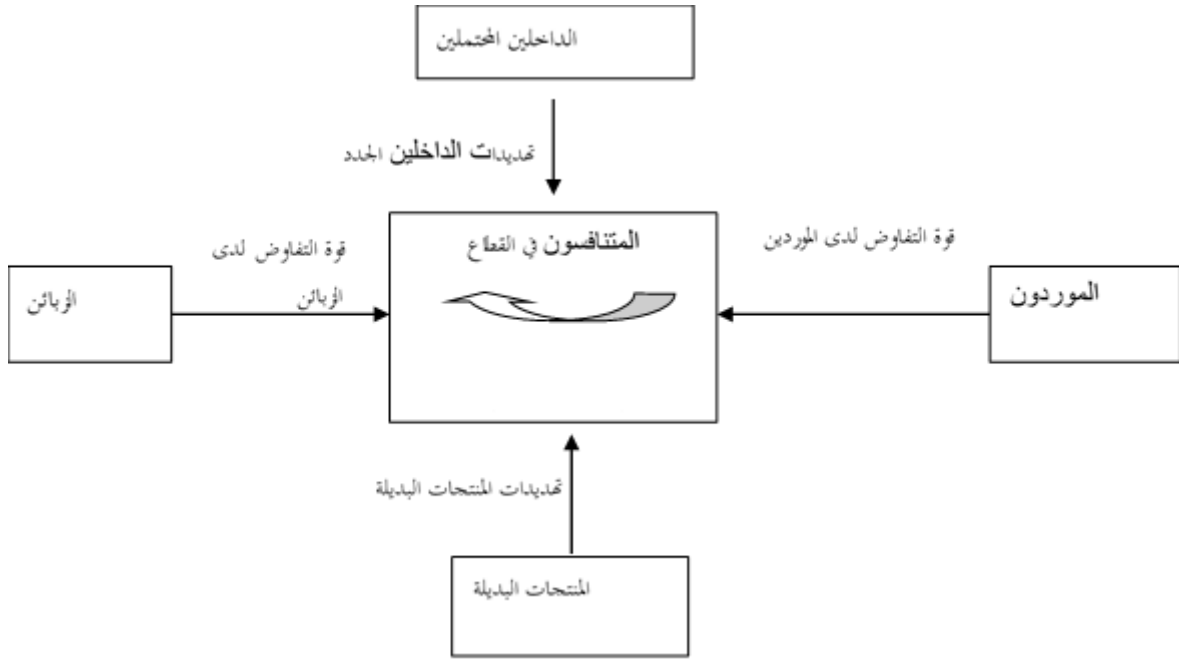 الداخلين المحتملين
تهديدات الداخلين الجدد
المتنافسون في القطاع
قوة التفاوض لدى الموردين
الموردون
قوة التفاوض لدى
الزبائن
الزبائن
تهديدات المنتجات البديلة
المنتجات البديلة